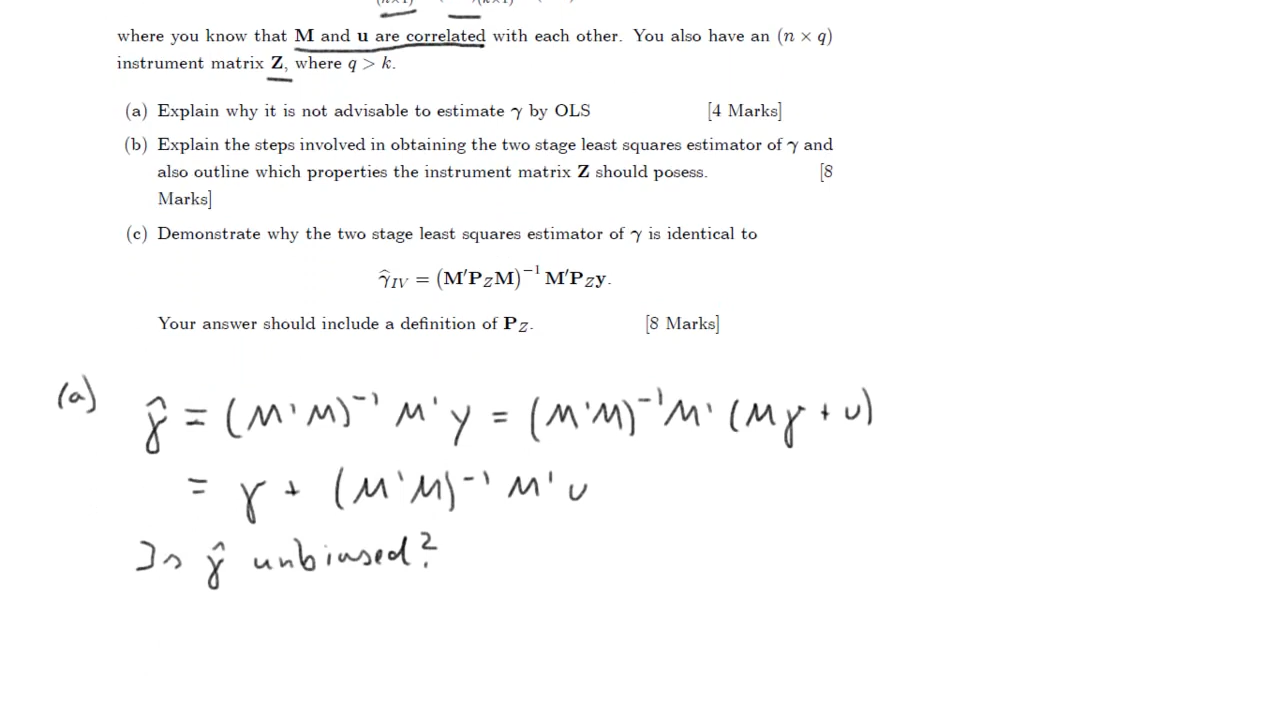 where you know that M and u are correlated with each other. You also have an (n × q)
instrument matrix Z, where q > k.
(a) Explain why it is not advisable to estimate γ by OLS [4 Marks]
(b) Explain the steps involved in obtaining the two stage least squares estimator of γ and
also outline which properties the instrument matrix Z should posess. [8
Marks]
(c) Demonstrate why the two stage least squares estimator of γ is identical to
γ̂_IV = (M′P_Z M)⁻¹ M′P_Z y.
Your answer should include a definition of P_Z. [8 Marks]
(a) γ̂ = (M'M)⁻¹ M'y = (M'M)⁻¹M' (Mγ + u)
= γ + (M'M)⁻¹ M'u
Is γ̂ unbiased?